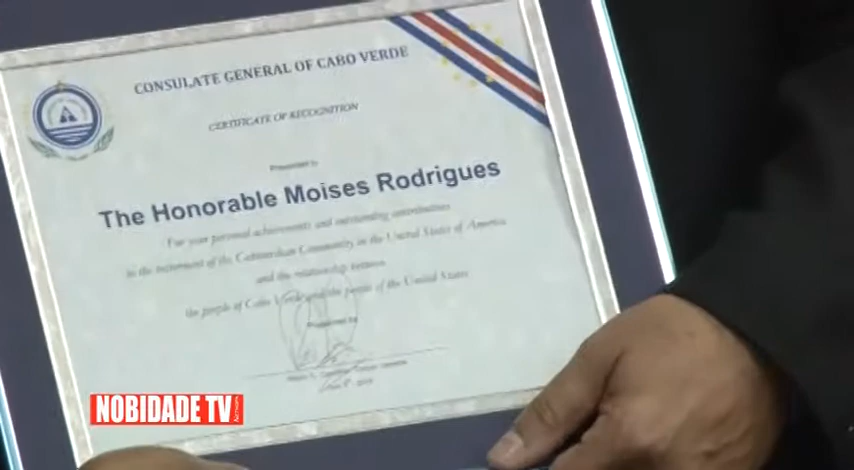 CONSULATE GENERAL OF CABO VERDE
CERTIFICATE OF RECOGNITION
Presented to
The Honorable Moises Rodrigues
For your personal achievements and outstanding contributions
to the increment of the Capeverdean Community in the United States of America
and the relationship between
the people of Cabo Verde and the people of the United States
Presented by
NOBIDADE TV